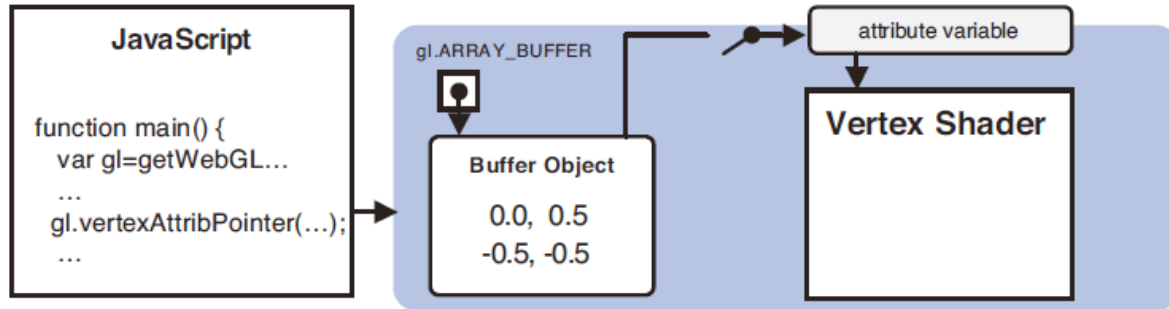 JavaScript
function main() {
var gl=getWebGL…
…
gl.vertexAttribPointer(…);
…
gl.ARRAY_BUFFER
Buffer Object
0.0, 0.5
-0.5, -0.5
attribute variable
Vertex Shader